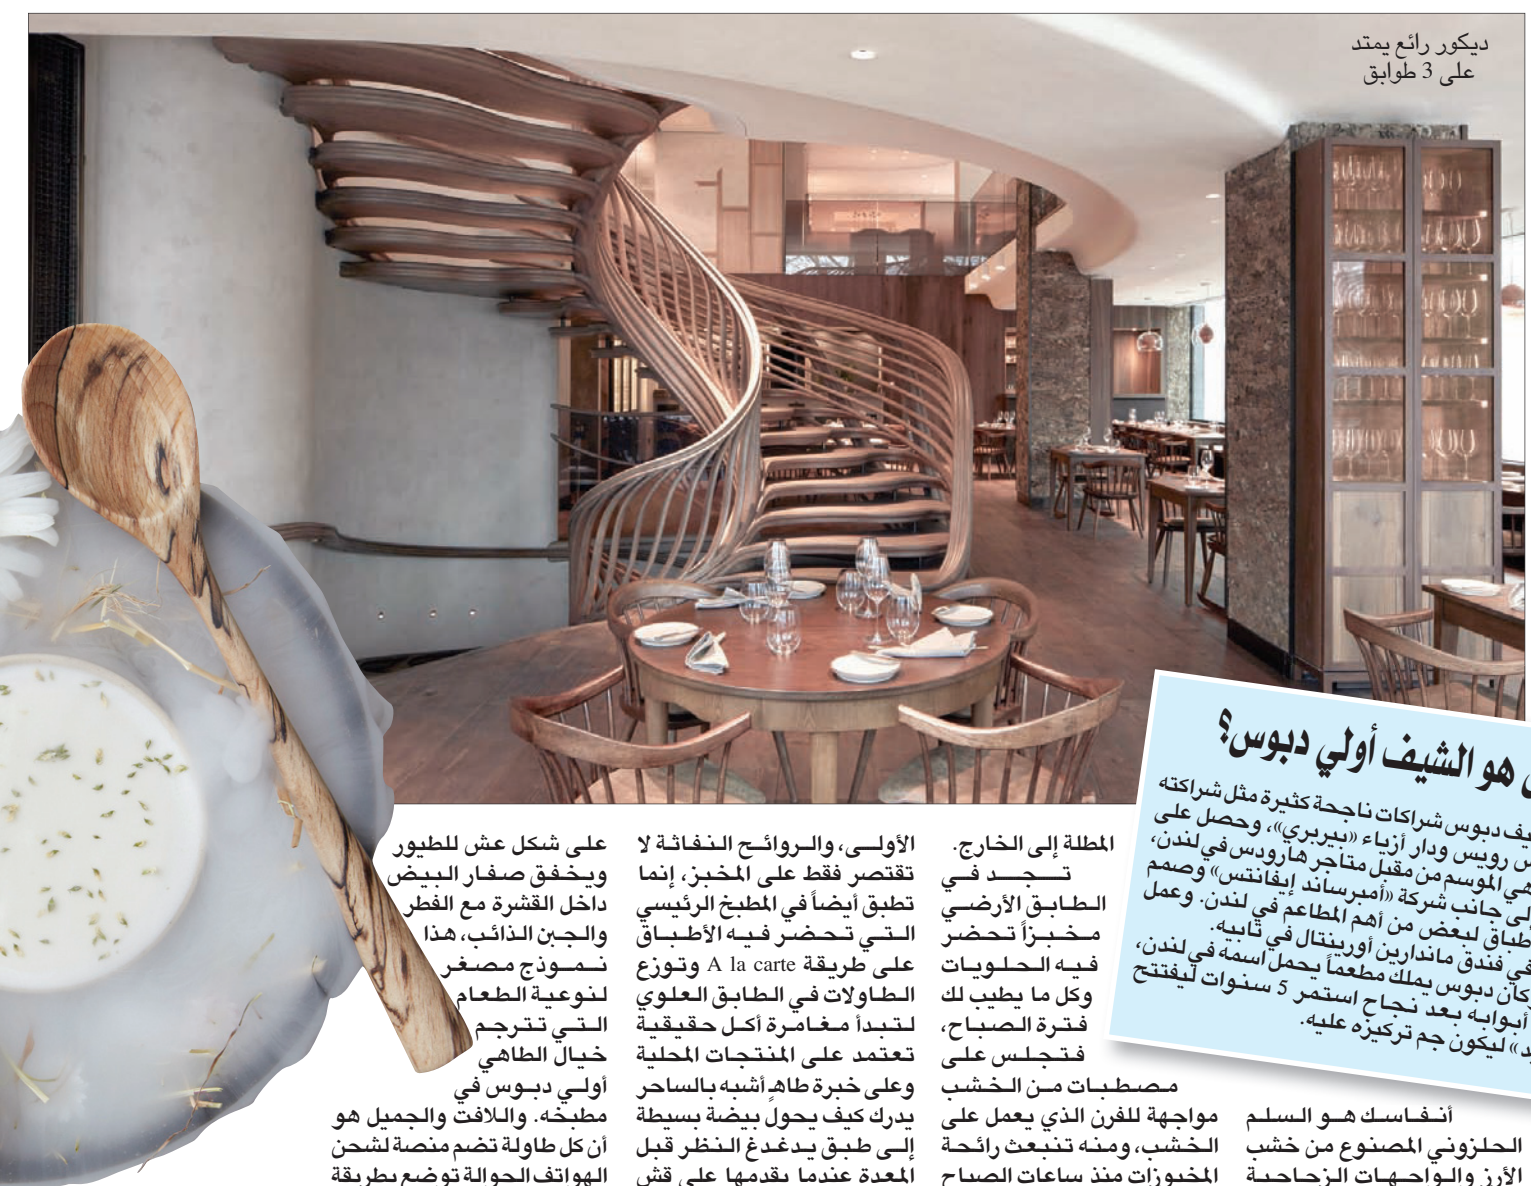 ديكور رائع يمتد
على 3 طوابق
هو الشيف أولي دبوس؟
دبوس شراكات ناجحة كثيرة مثل شراكته
رويس ودار أزياء «بيربري»، وحصل على
الموسم من مقبل متاجر هارودس في لندن،
جانب شركة «أمبرساند إيفانتس» وصمم
لبعض من أهم المطاعم في لندن. وعمل
في فندق ماندارين أورينتال في تايبه.
وكان دبوس يملك مطعماً يحمل اسمه في لندن،
أبوابه بعد نجاح استمر 5 سنوات ليفتتح
ليكون جم تركيزه عليه.
أنفاسك هو السلم
الحلزوني المصنوع من خشب
الأرز والواجهات الزجاجية
المطلة إلى الخارج.
تجد في
الطابق الأرضي
مخبزاً تحضر
فيه الحلويات
وكل ما يطيب لك
فترة الصباح،
فتجلس على
مصطبات من الخشب
مواجهة للفرن الذي يعمل على
الخشب، ومنه تنبعث رائحة
المخبوزات منذ ساعات الصباح
الأولى، والروائح النفاثة لا
تقتصر فقط على المخبز، إنما
تطبق أيضاً في المطبخ الرئيسي
التي تحضر فيه الأطباق
على طريقة A la carte وتوزع
الطاولات في الطابق العلوي
لتبدأ مغامرة أكل حقيقية
تعتمد على المنتجات المحلية
وعلى خبرة طاهٍ أشبه بالساحر
يدرك كيف يحول بيضة بسيطة
إلى طبق يدغدغ النظر قبل
المعدة عندما يقدمها على قش
على شكل عش للطيور
ويخفق صفار البيض
داخل القشرة مع الفطر
والجبن الذائب، هذا
نموذج مصغر
لنوعية الطعام
التي تترجم
خيال الطاهي
أولي دبوس في
مطبخه. واللافت والجميل هو
أن كل طاولة تضم منصة لشحن
الهواتف الجوالة توضع بطريقة